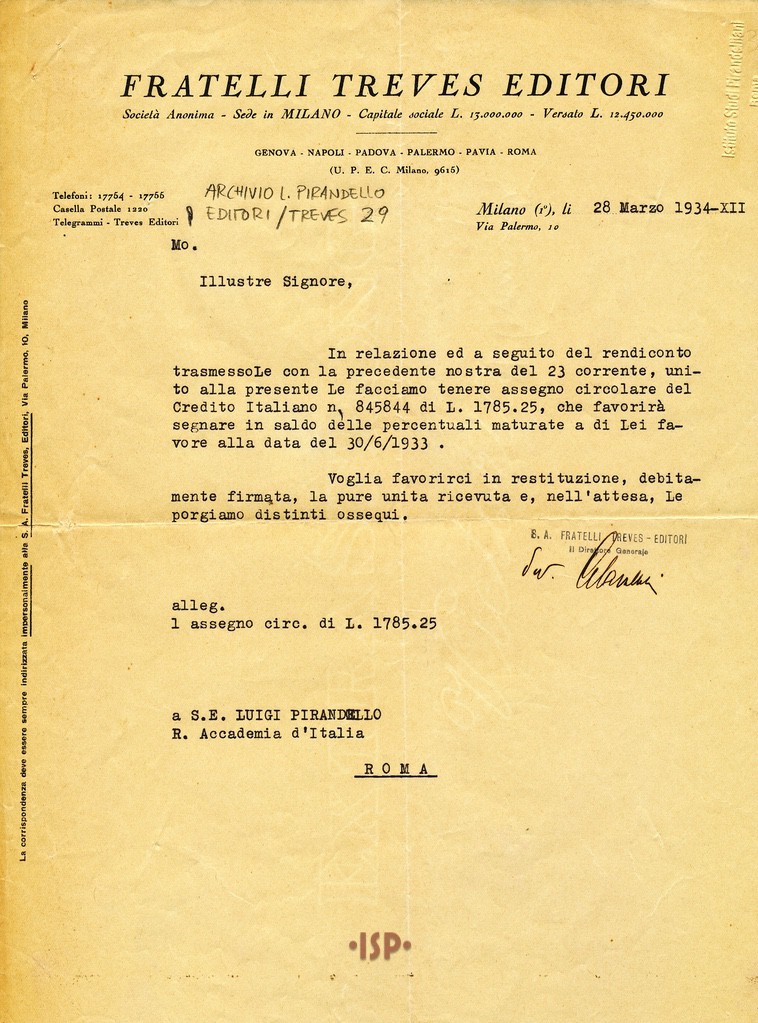 Istituto Studi Pirandelliani
Roma
FRATELLI TREVES EDITORI
Società Anonima - Sede in MILANO - Capitale sociale L. 15.000.000 - Versato L. 12.450.000
GENOVA - NAPOLI - PADOVA - PALERMO - PAVIA - ROMA
(U. P. E. C. Milano, 9615)
Telefoni: 17754 - 17755
Casella Postale 1220
Telegrammi - Treves Editori
ARCHIVIO L. PIRANDELLO
EDITORI / TREVES 29
Milano (1º), li 28 Marzo 1934-XII
Via Palermo, 10
Mo.
Illustre Signore,
In relazione ed a seguito del rendiconto
trasmessoLe con la precedente nostra del 23 corrente, uni-
to alla presente Le facciamo tenere assegno circolare del
Credito Italiano n. 845844 di L. 1785.25, che favorirà
segnare in saldo delle percentuali maturate a di Lei fa-
vore alla data del 30/6/1933 .
Voglia favorirci in restituzione, debita-
mente firmata, la pure unita ricevuta e, nell'attesa, Le
porgiamo distinti ossequi.
S. A. FRATELLI TREVES - EDITORI
Il Direttore Generale
alleg.
1 assegno circ. di L. 1785.25
a S.E. LUIGI PIRANDELLO
R. Accademia d'Italia
ROMA
La corrispondenza deve essere sempre indirizzata impersonalmente alla S. A. Fratelli Treves, Editori, Via Palermo, 10, Milano
•ISP•